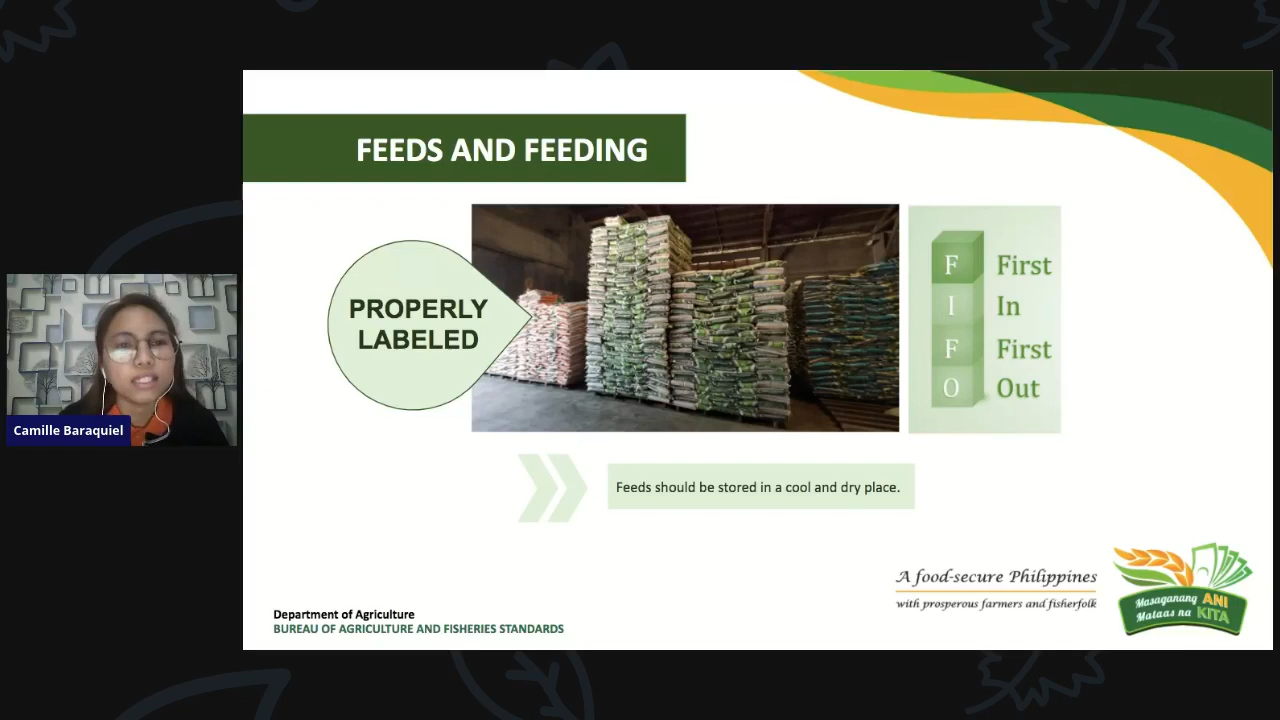 FEEDS AND FEEDING
PROPERLY
LABELED
F First
I In
F First
O Out
Feeds should be stored in a cool and dry place.
Camille Baraquiel
A food-secure Philippines
with prosperous farmers and fisherfolk
Masaganang ANI
Mataas na KITA
Department of Agriculture
BUREAU OF AGRICULTURE AND FISHERIES STANDARDS